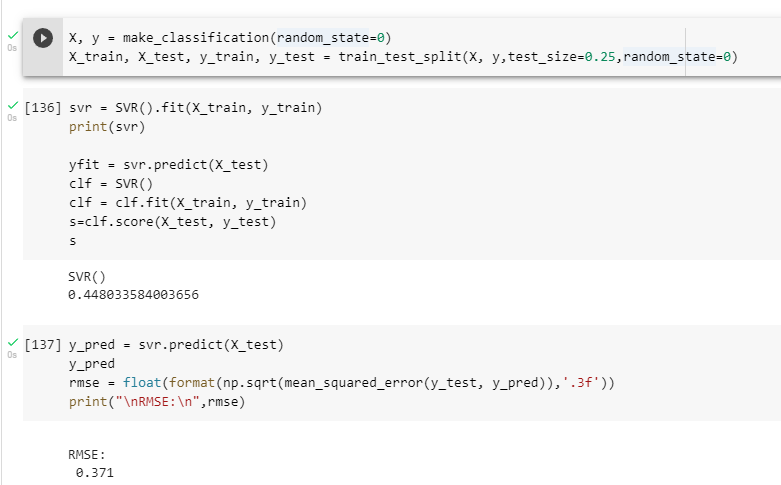 0s
X, y = make_classification(random_state=0)
X_train, X_test, y_train, y_test = train_test_split(X, y,test_size=0.25,random_state=0)
0s
[136] svr = SVR().fit(X_train, y_train)
print(svr)
yfit = svr.predict(X_test)
clf = SVR()
clf = clf.fit(X_train, y_train)
s=clf.score(X_test, y_test)
s
SVR()
0.448033584003656
0s
[137] y_pred = svr.predict(X_test)
y_pred
rmse = float(format(np.sqrt(mean_squared_error(y_test, y_pred)),'.3f'))
print("\nRMSE:\n",rmse)
RMSE:
0.371